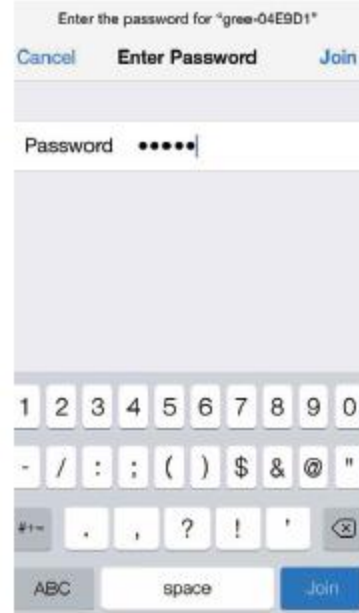 Enter the password for "gree-04E9D1"
Cancel Enter Password Join
Password •••••
1 2 3 4 5 6 7 8 9 0
- / : ; ( ) $ & @ "
#+= . , ? ! '
ABC space Join